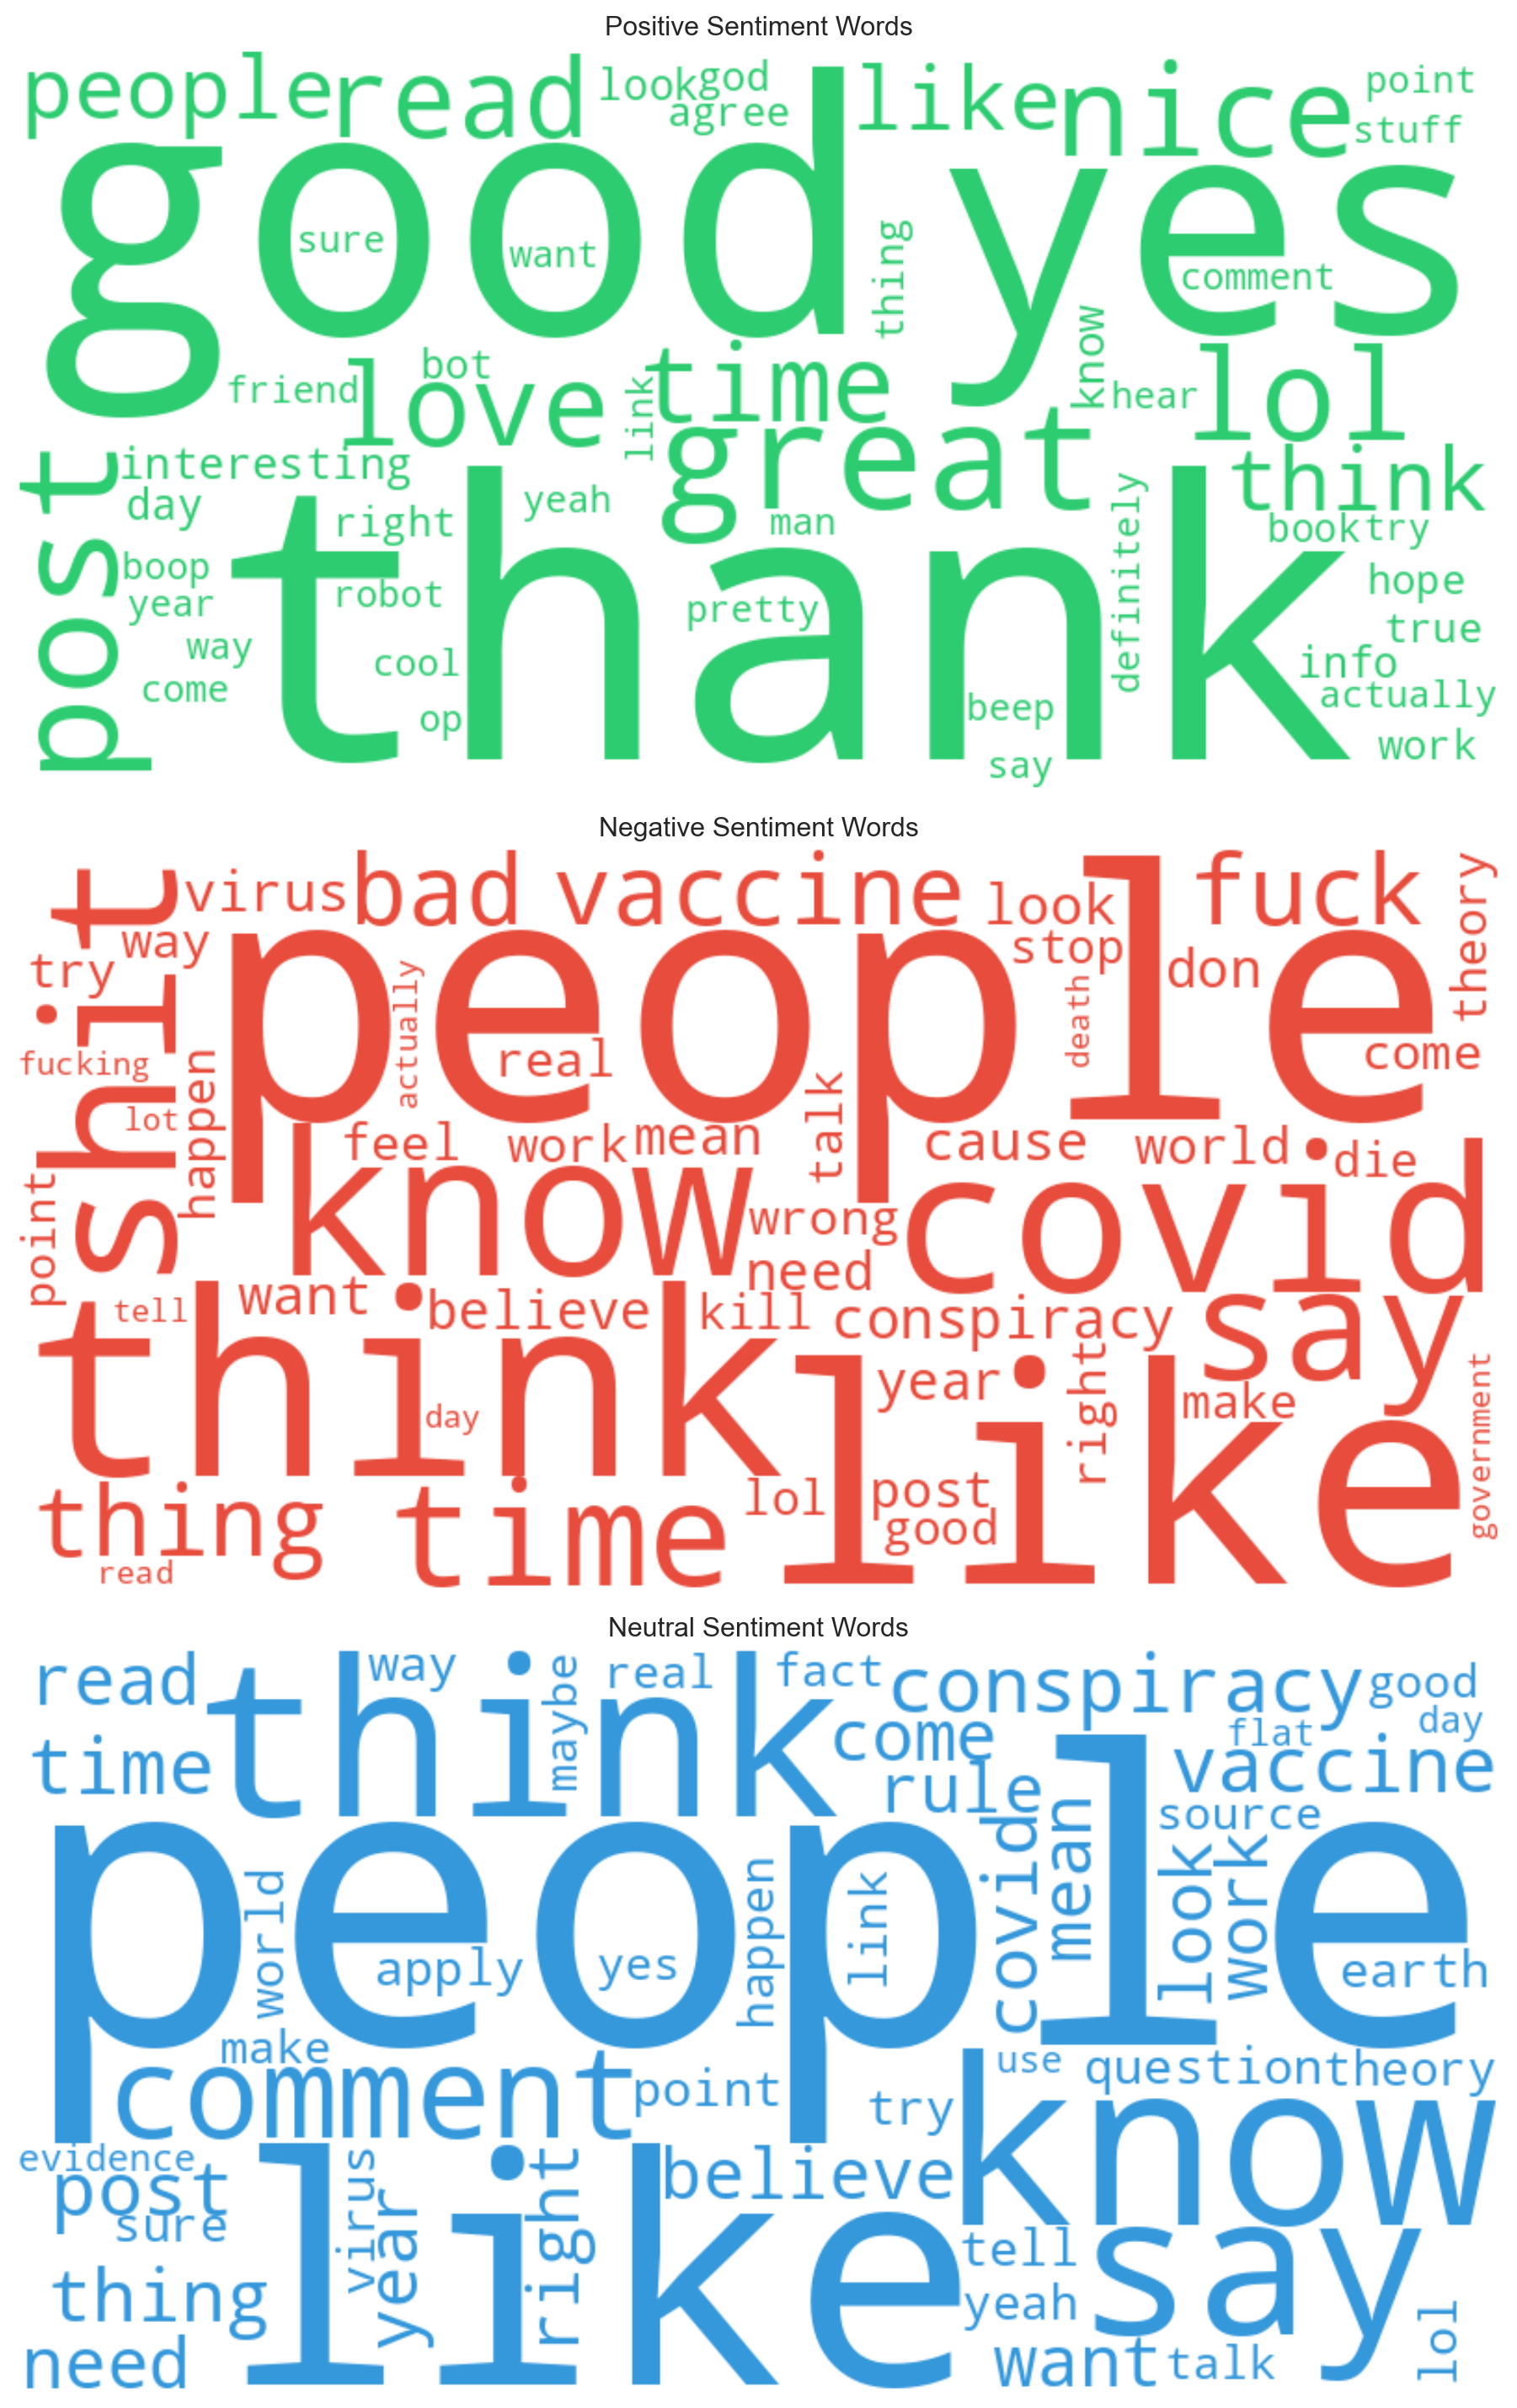 Positive Sentiment Words
people read look god agree like nice point stuff
good yes
sure want thing comment
friend love bot link time know hear lol
post interesting great think
day right yeah man definitely book try
thank
boop year robot pretty hope
way cool true info
come op beep actually
say work
Negative Sentiment Words
shit virus bad vaccine look fuck theory
way people stop don
try actually real death come
fucking lot happen talk
feel work mean cause world die
point know wrong covid
need
tell want believe kill conspiracy say
think year right make government
day like
thing time lol post
good
read
Neutral Sentiment Words
read think way maybe real fact conspiracy good
time come flat day
rule vaccine
people covid mean source
world happen link look work
apply yes earth
make use question theory
comment point try know
evidence
post like virus year right believe
sure tell say
thing yeah lol
need want talk